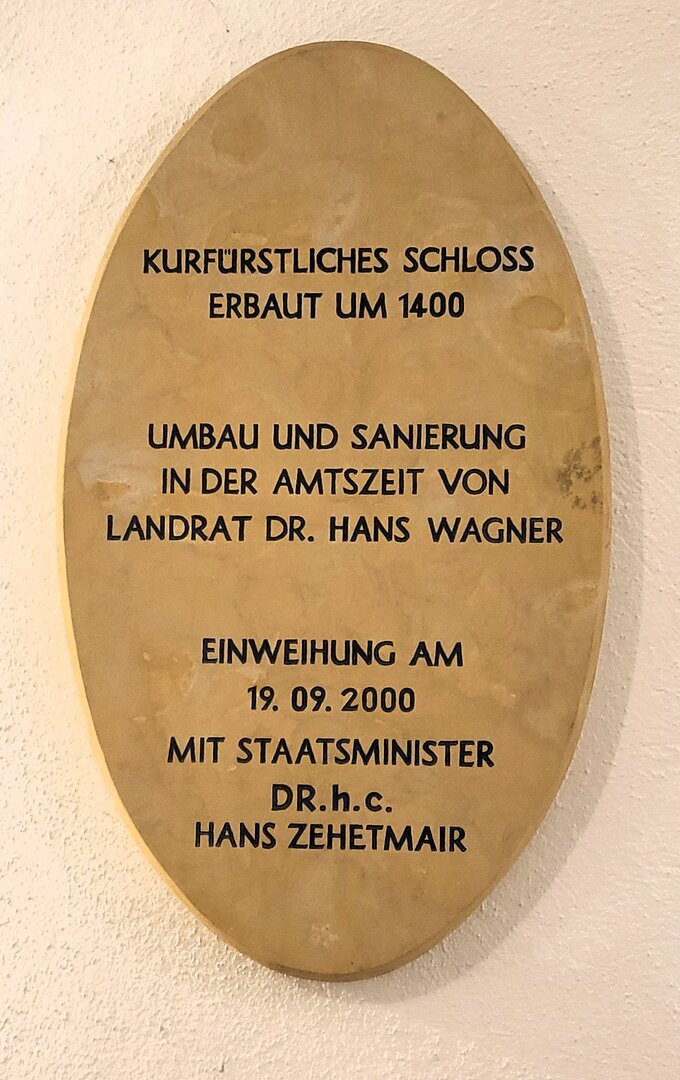 KURFÜRSTLICHES SCHLOSS
ERBAUT UM 1400
UMBAU UND SANIERUNG
IN DER AMTSZEIT VON
LANDRAT DR. HANS WAGNER
EINWEIHUNG AM
19. 09. 2000
MIT STAATSMINISTER
DR. h. c.
HANS ZEHETMAIR